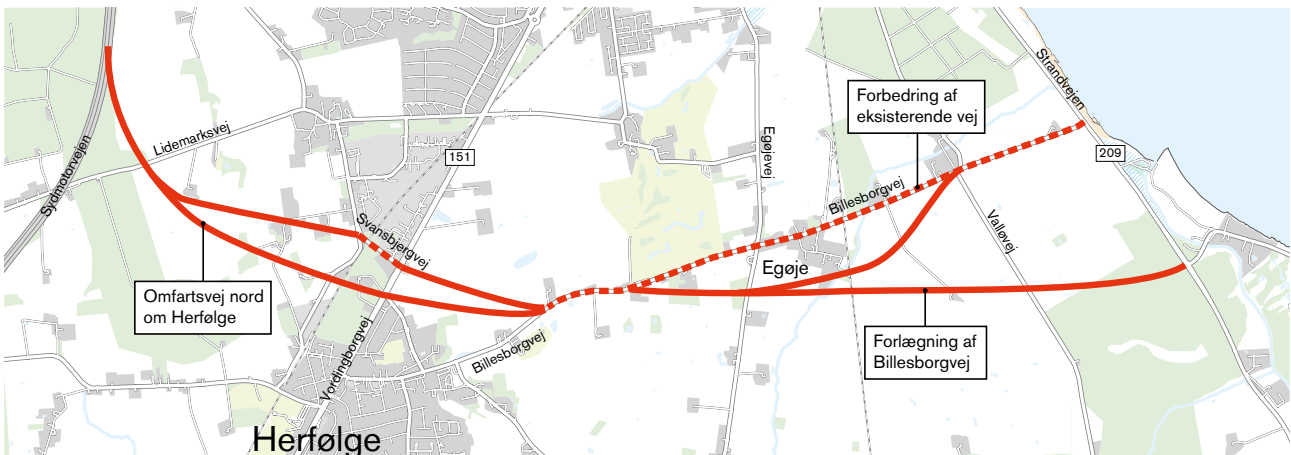 Strandvejen
Forbedring af
eksisterende vej
Lidemarksvej
151
Egøjevej
209
Sydmotorvejen
Billesborgvej
Svansbjergvej
Valløvej
Egøje
Omfartsvej nord
om Herfølge
Vordingborgvej
Billesborgvej
Forlægning af
Billesborgvej
Herfølge